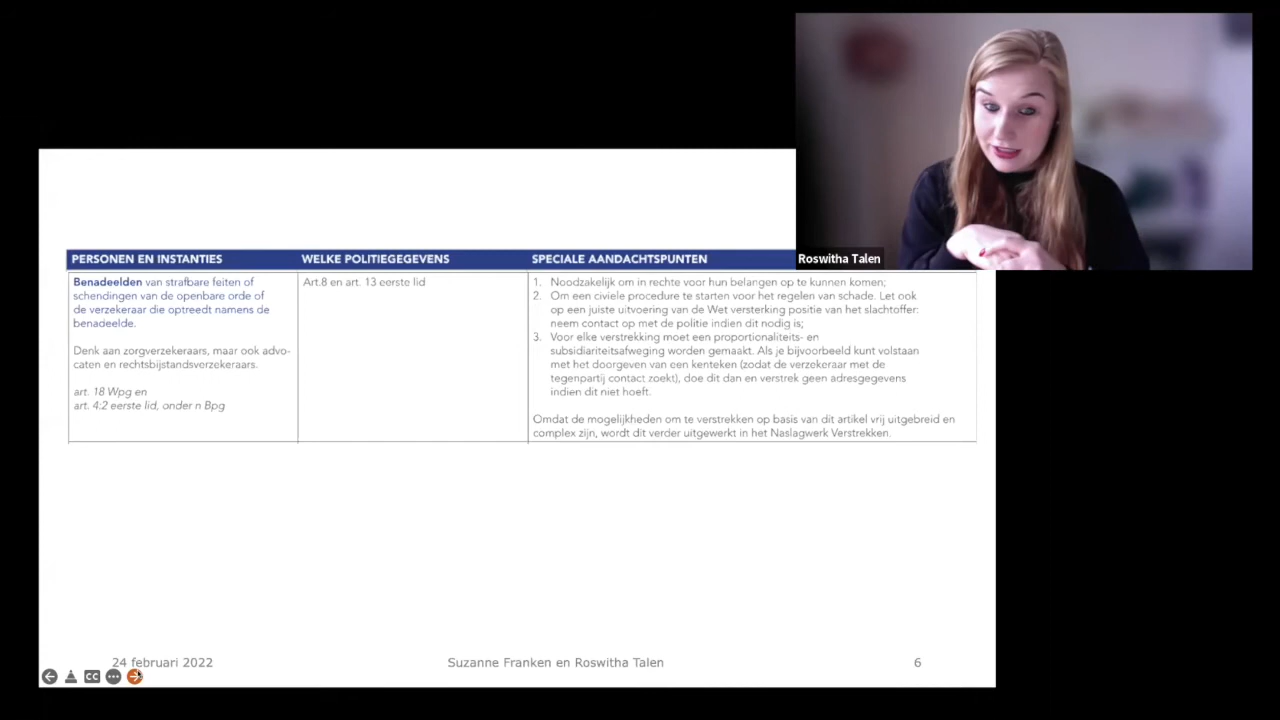 Roswitha Talen
PERSONEN EN INSTANTIES
WELKE POLITIEGEGEVENS
SPECIALE AANDACHTSPUNTEN
Benadeelden van strafbare feiten of
schendingen van de openbare orde of
de verzekeraar die optreedt namens de
benadeelde.
Denk aan zorgverzekeraars, maar ook advo-
caten en rechtsbijstandsverzekeraars.
art. 18 Wpg en
art. 4:2 eerste lid, onder n Bpg
Art.8 en art. 13 eerste lid
1. Noodzakelijk om in rechte voor hun belangen op te kunnen komen;
2. Om een civiele procedure te starten voor het regelen van schade. Let ook
op een juiste uitvoering van de Wet versterking positie van het slachtoffer:
neem contact op met de politie indien dit nodig is;
3. Voor elke verstrekking moet een proportionaliteits- en
subsidiariteitsafweging worden gemaakt. Als je bijvoorbeeld kunt volstaan
met het doorgeven van een kenteken (zodat de verzekeraar met de
tegenpartij contact zoekt), doe dit dan en verstrek geen adresgegevens
indien dit niet hoeft.
Omdat de mogelijkheden om te verstrekken op basis van dit artikel vrij uitgebreid en
complex zijn, wordt dit verder uitgewerkt in het Naslagwerk Verstrekken.
24 februari 2022
Suzanne Franken en Roswitha Talen
6
CC